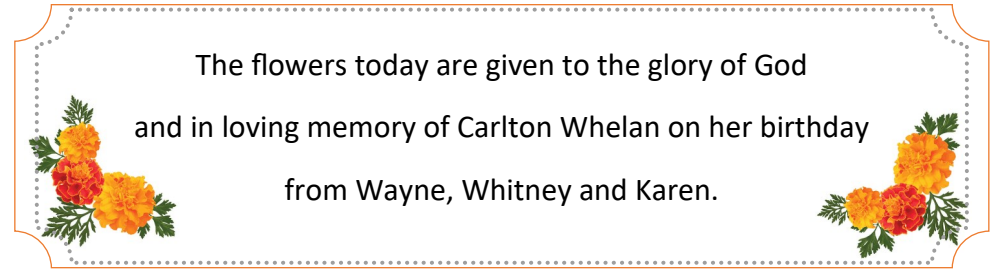 The flowers today are given to the glory of God
and in loving memory of Carlton Whelan on her birthday
from Wayne, Whitney and Karen.